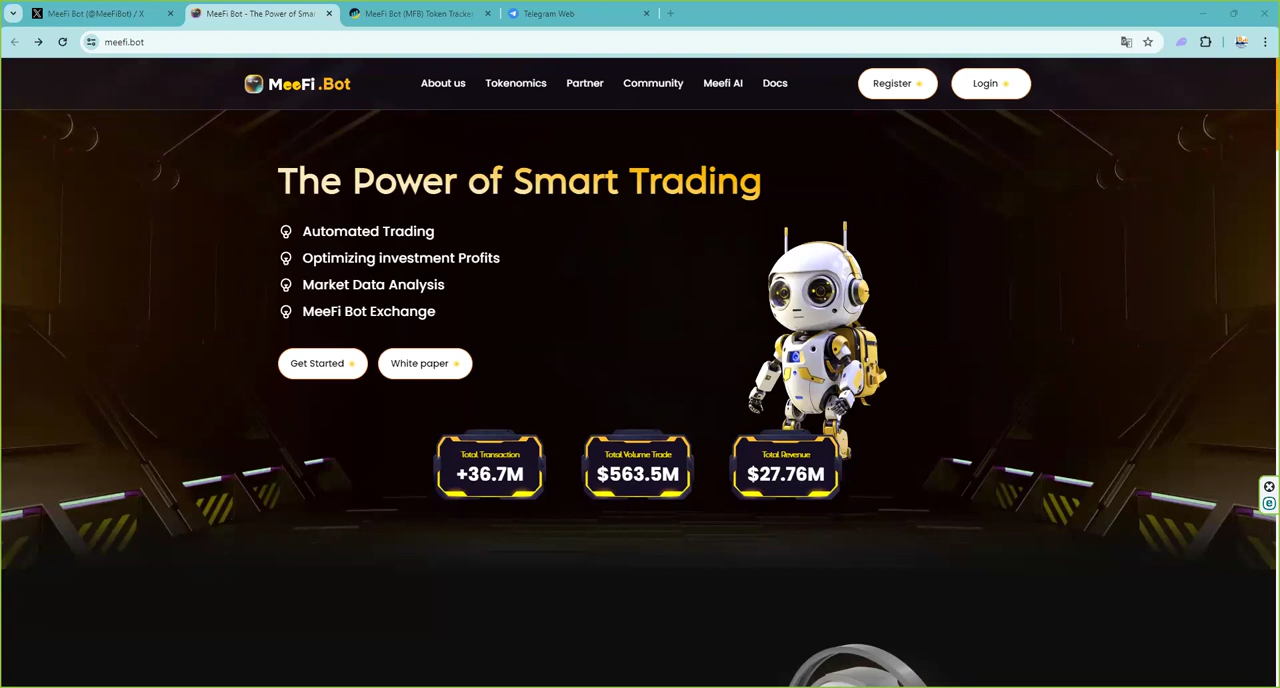 MeeFi Bot (@MeeFiBot) / X
MeeFi Bot - The Power of Smar
MeeFi Bot (MFB) Token Tracker
Telegram Web
meefi.bot
MeeFi.Bot
About us
Tokenomics
Partner
Community
Meefi AI
Docs
Register
Login
The Power of Smart Trading
Automated Trading
Optimizing investment Profits
Market Data Analysis
MeeFi Bot Exchange
Get Started
White paper
Total Transaction
+36.7M
Total Volume Trade
$563.5M
Total Revenue
$27.76M